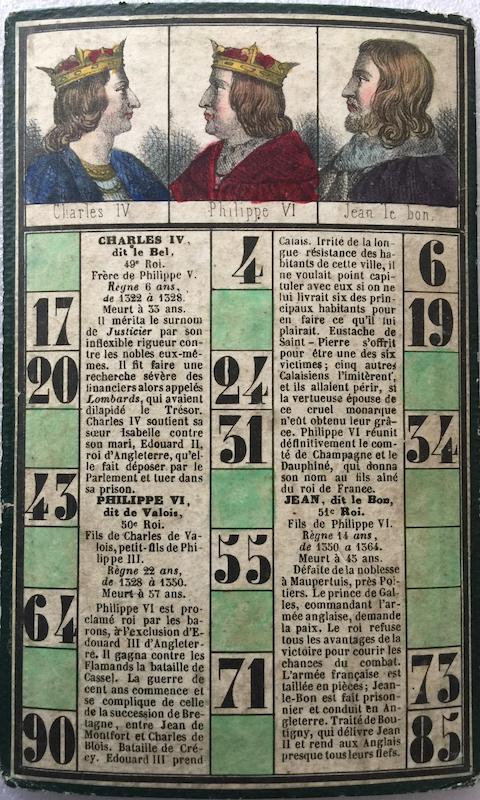 Charles IV
Philippe VI
Jean le bon.
CHARLES IV,
dit le Bel,
49e Roi.
Frère de Philippe V.
Règne 6 ans,
de 1322 à 1328.
Meurt à 33 ans.
Il mérita le surnom
de Justicier par son
inflexible rigueur con-
tre les nobles eux-mê-
mes. Il fit faire une
recherche sévère des
financiers alors appelés
Lombards, qui avaient
dilapidé le Trésor.
Charles IV soutient sa
sœur Isabelle contre
son mari, Edouard II,
roi d'Angleterre, qu'el-
le fait déposer par le
Parlement et tuer dans
sa prison.
PHILIPPE VI,
dit de Valois,
50e Roi.
Fils de Charles de Va-
lois, petit-fils de Phi-
lippe III.
Règne 22 ans,
de 1328 à 1350.
Meurt à 57 ans.
Philippe VI est pro-
clamé roi par les ba-
rons, à l'exclusion d'E-
douard III d'Angleter-
re. Il gagna contre les
Flamands la bataille de
Cassel. La guerre de
cent ans commence et
se complique de celle
de la succession de Bre-
tagne, entre Jean de
Montfort et Charles de
Blois. Bataille de Cré-
cy. Edouard III prend
Calais. Irrité de la lon-
gue résistance des ha-
bitants de cette ville, il
ne voulait point capi-
tuler avec eux si on ne
lui livrait six des prin-
cipaux habitants pour
en faire ce qu'il lui
plairait. Eustache de
Saint-Pierre s'offrit
pour être une des six
victimes; cinq autres
Calaisiens l'imitèrent,
et ils allaient périr, si
la vertueuse épouse de
ce cruel monarque
n'eût obtenu leur grâ-
ce. Philippe VI réunit
définitivement le com-
té de Champagne et le
Dauphiné, qui donna
son nom au fils aîné
du roi de France.
JEAN, dit le Bon,
51e Roi.
Fils de Philippe VI.
Règne 14 ans,
de 1350 a 1364.
Meurt à 45 ans.
Défaite de la noblesse
à Maupertuis, près Poi-
tiers. Le prince de Gal-
les, commandant l'ar-
mée anglaise, demande
la paix. Le roi refuse
tous les avantages de la
victoire pour courir les
chances du combat.
L'armée française est
taillée en pièces; Jean-
le-Bon est fait prison-
nier et conduit en An-
gleterre. Traité de Bou-
tigny, qui délivre Jean
II et rend aux Anglais
presque tous leurs fiefs.
4
6
17
19
20
24
31
34
43
55
64
71
73
90
85